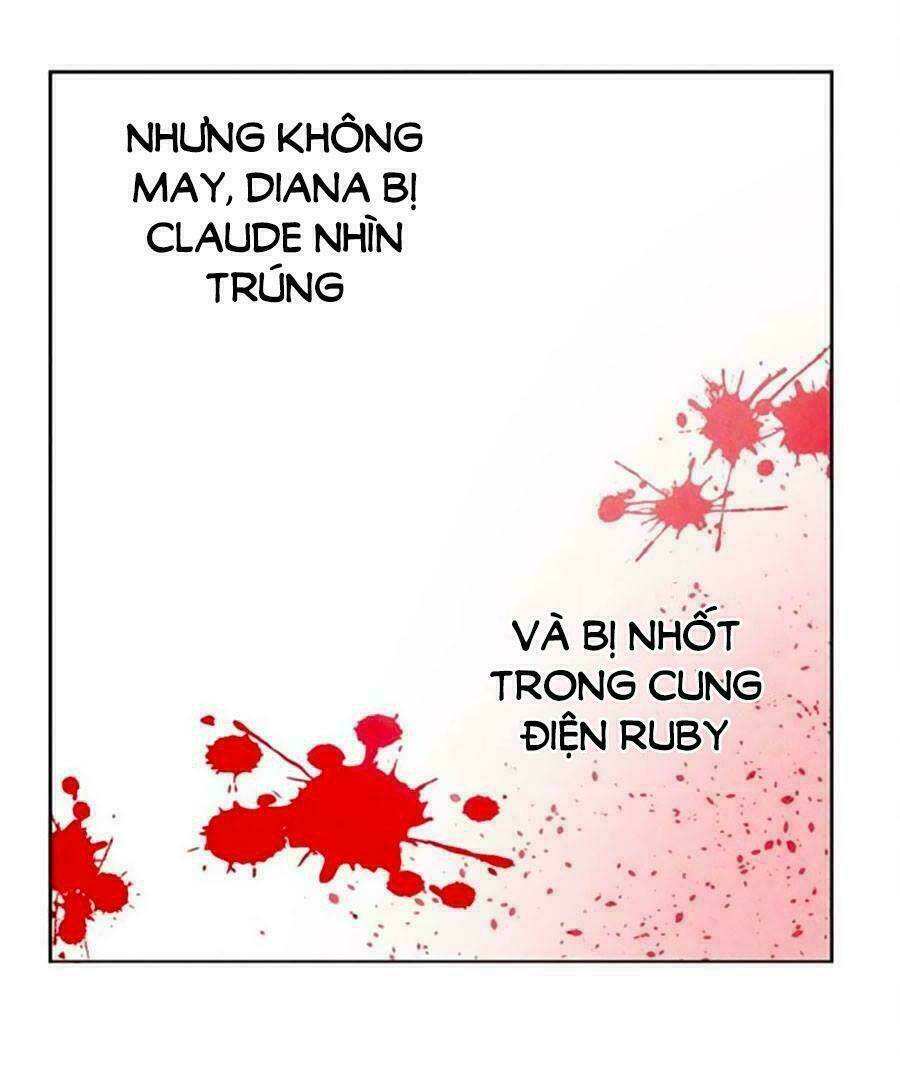 NHƯNG KHÔNG
MAY, DIANA BỊ
CLAUDE NHÌN
TRÚNG
VÀ BỊ NHỐT
TRONG CUNG
ĐIỆN RUBY